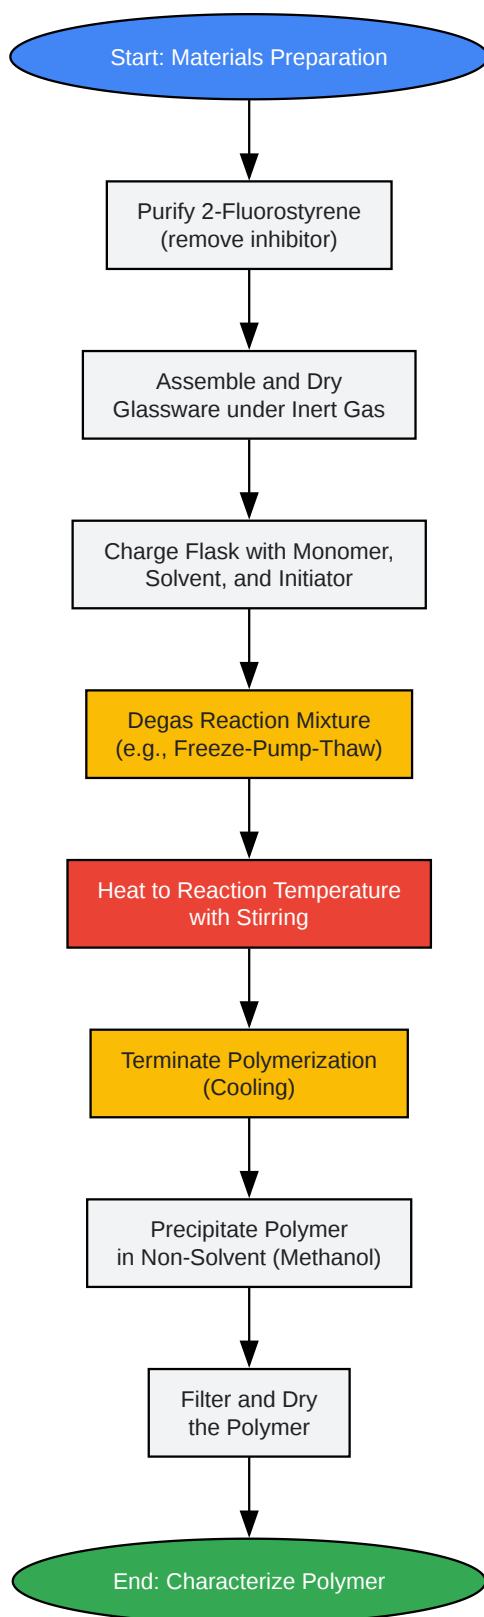 Start: Materials Preparation
Purify 2-Fluorostyrene
(remove inhibitor)
Assemble and Dry
Glassware under Inert Gas
Charge Flask with Monomer,
Solvent, and Initiator
Degas Reaction Mixture
(e.g., Freeze-Pump-Thaw)
Heat to Reaction Temperature
with Stirring
Terminate Polymerization
(Cooling)
Precipitate Polymer
in Non-Solvent (Methanol)
Filter and Dry
the Polymer
End: Characterize Polymer